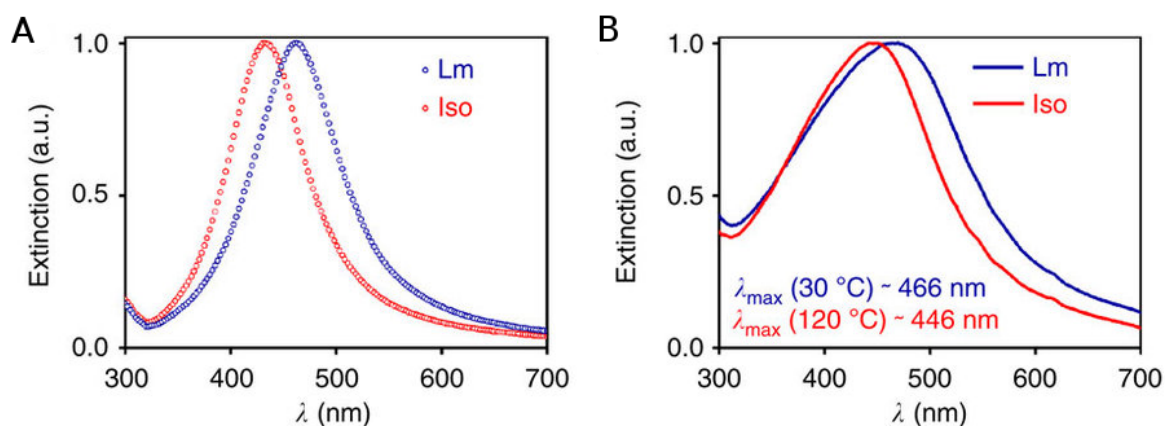 A
Extinction (a.u.)
1.0
0.5
0.0
Lm
Iso
300 400 500 600 700
λ (nm)
B
Extinction (a.u.)
1.0
0.5
0.0
Lm
Iso
λmax (30 °C) ~ 466 nm
λmax (120 °C) ~ 446 nm
300 400 500 600 700
λ (nm)